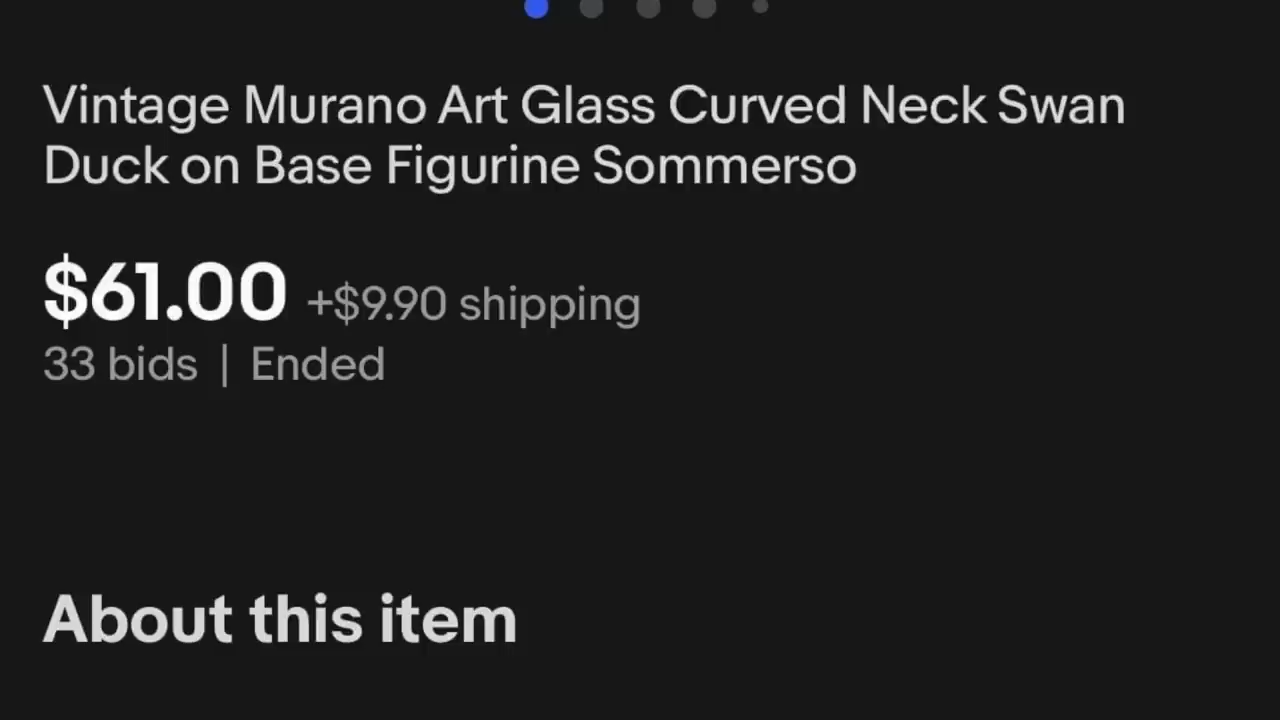 Vintage Murano Art Glass Curved Neck Swan
Duck on Base Figurine Sommerso
$61.00 +$9.90 shipping
33 bids | Ended
About this item